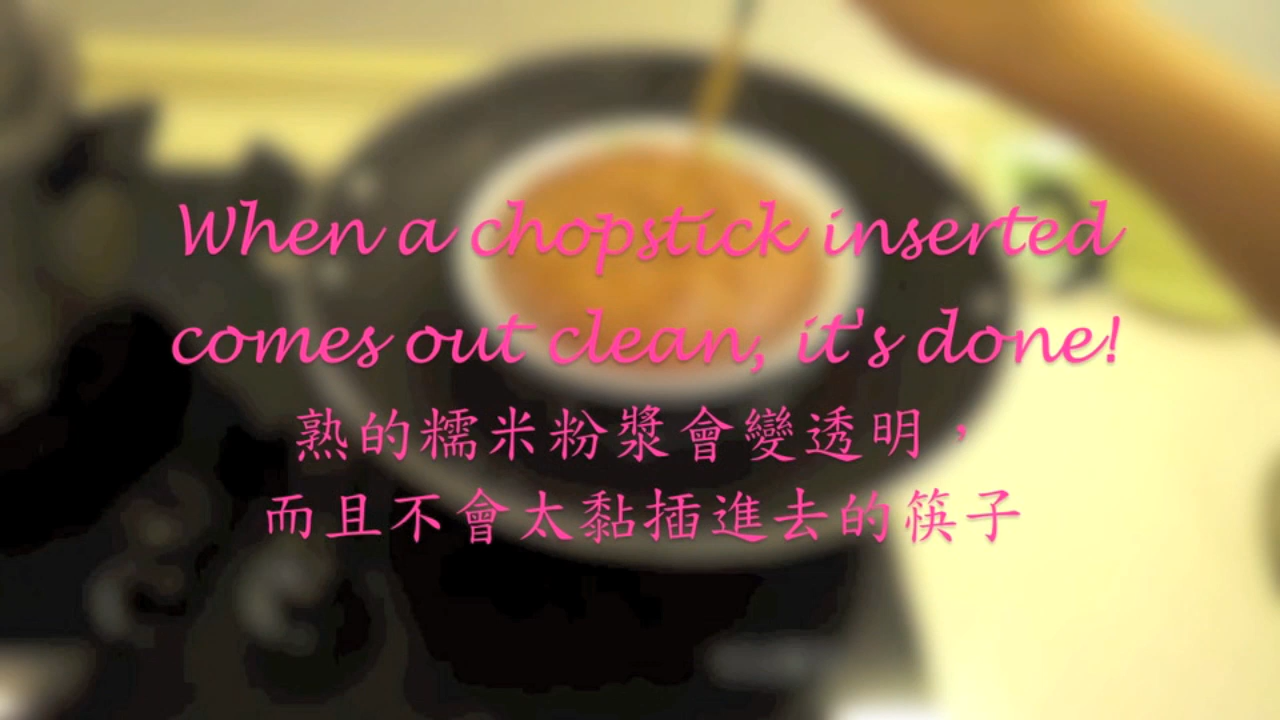 When a chopstick inserted
comes out clean, it's done!
熟的糯米粉漿會變透明，
而且不會太黏插進去的筷子